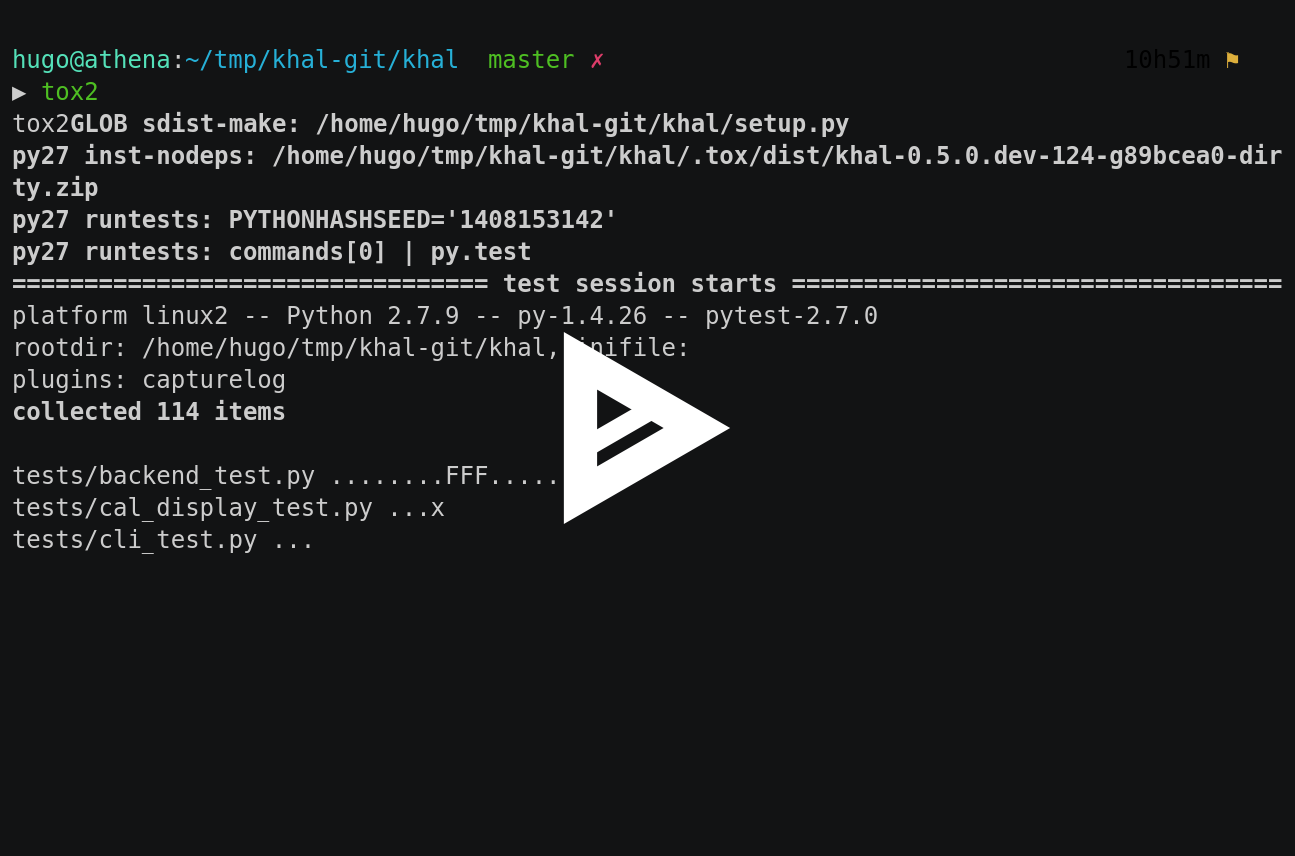 hugo@athena:~/tmp/khal-git/khal  master ✗ 10h51m ⚑
▶ tox2
tox2GLOB sdist-make: /home/hugo/tmp/khal-git/khal/setup.py
py27 inst-nodeps: /home/hugo/tmp/khal-git/khal/.tox/dist/khal-0.5.0.dev-124-g89bcea0-dir
ty.zip
py27 runtests: PYTHONHASHSEED='1408153142'
py27 runtests: commands[0] | py.test
================================= test session starts ==================================
platform linux2 -- Python 2.7.9 -- py-1.4.26 -- pytest-2.7.0
rootdir: /home/hugo/tmp/khal-git/khal, inifile:
plugins: capturelog
collected 114 items
tests/backend_test.py ........FFF.....
tests/cal_display_test.py ...x
tests/cli_test.py ...